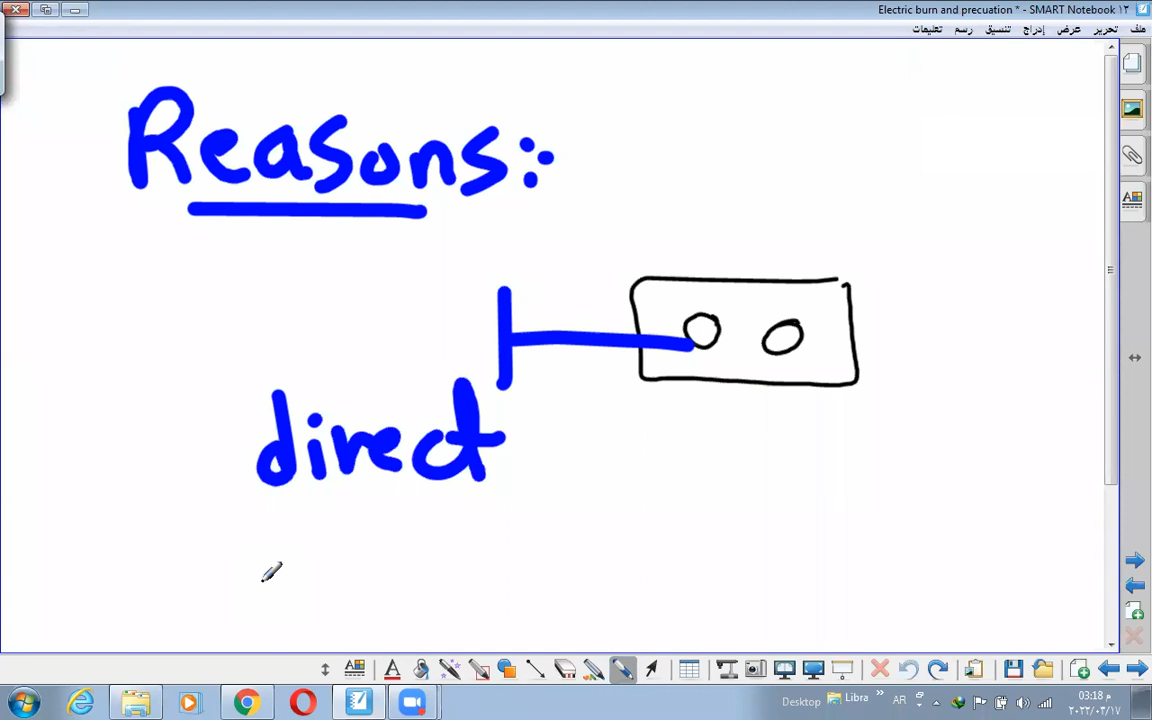 Electric burn and precuation * - SMART Notebook ١٢
ملف تحرير عرض إدراج تنسيق رسم تعليقات
Reasons:-
direct
Desktop Libra » AR 03:18 م
٢٠٢٢/٠٣/١٧